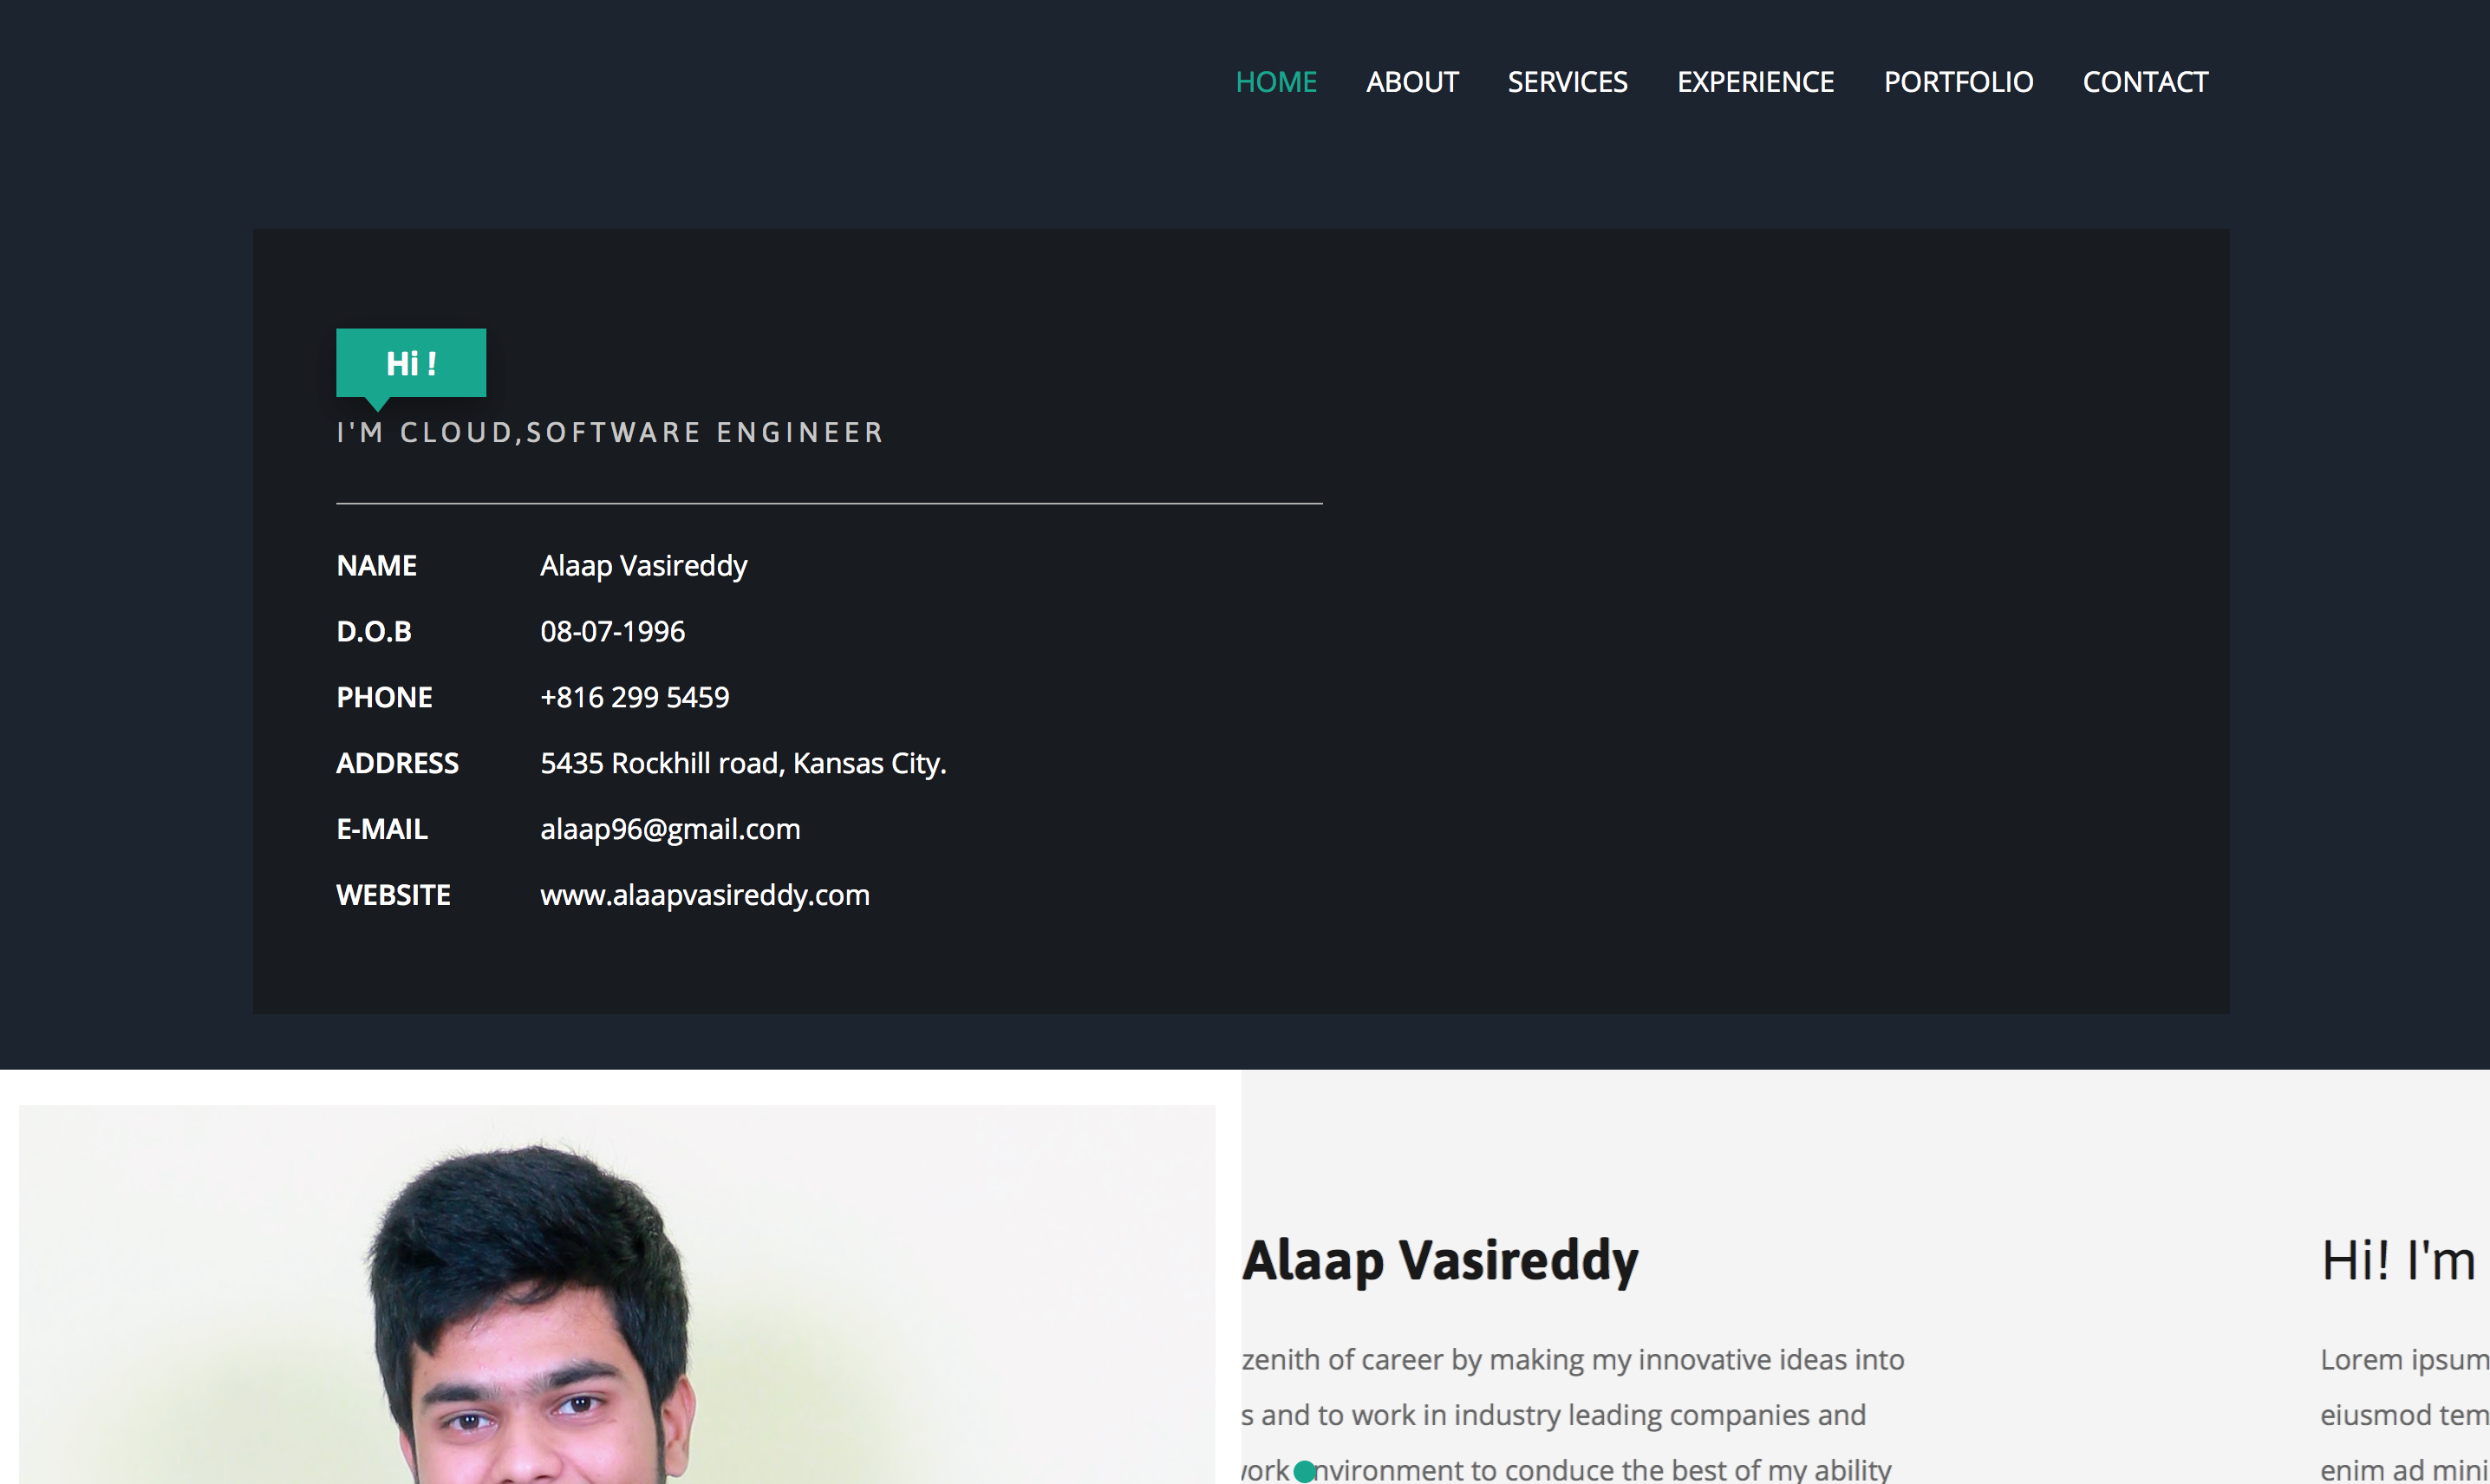 HOME ABOUT SERVICES EXPERIENCE PORTFOLIO CONTACT
Hi !
I'M CLOUD,SOFTWARE ENGINEER
NAME Alaap Vasireddy
D.O.B 08-07-1996
PHONE +816 299 5459
ADDRESS 5435 Rockhill road, Kansas City.
E-MAIL alaap96@gmail.com
WEBSITE www.alaapvasireddy.com
Alaap Vasireddy
zenith of career by making my innovative ideas into
s and to work in industry leading companies and
ork nvironment to conduce the best of my ability
Hi! I'm
Lorem ipsum
eiusmod tem
enim ad mini